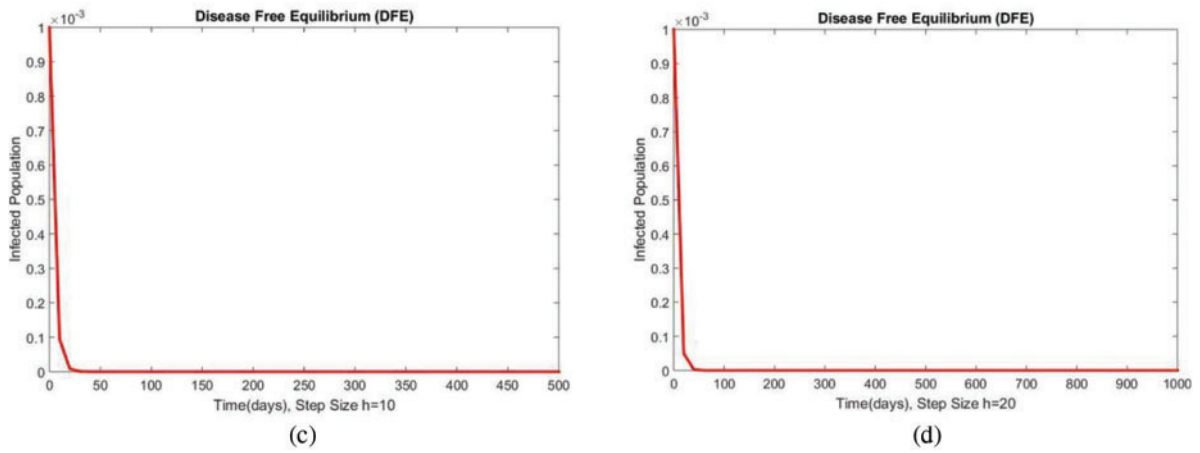 Disease Free Equilibrium (DFE)
×10⁻³
1
0.9
0.8
0.7
0.6
0.5
0.4
0.3
0.2
0.1
0
Infected Population
0 50 100 150 200 250 300 350 400 450 500
Time(days), Step Size h=10
(c)
Disease Free Equilibrium (DFE)
×10⁻³
1
0.9
0.8
0.7
0.6
0.5
0.4
0.3
0.2
0.1
0
Infected Population
0 100 200 300 400 500 600 700 800 900 1000
Time(days), Step Size h=20
(d)